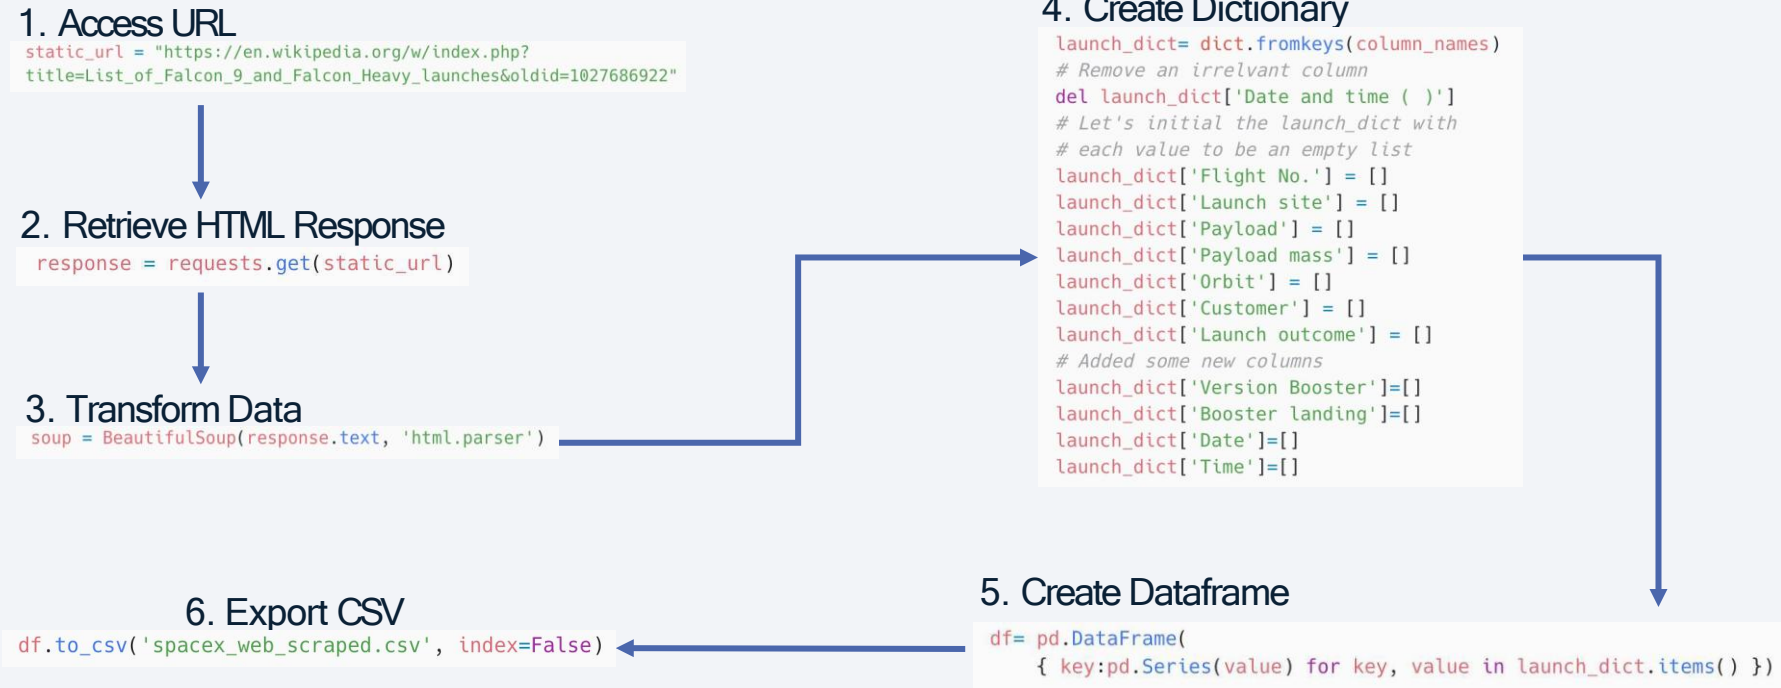 1. Access URL
static_url = "https://en.wikipedia.org/w/index.php?
title=List_of_Falcon_9_and_Falcon_Heavy_launches&oldid=1027686922"
2. Retrieve HTML Response
response = requests.get(static_url)
3. Transform Data
soup = BeautifulSoup(response.text, 'html.parser')
4. Create Dictionary
launch_dict= dict.fromkeys(column_names)
# Remove an irrelvant column
del launch_dict['Date and time ( )']
# Let's initial the launch_dict with
# each value to be an empty list
launch_dict['Flight No.'] = []
launch_dict['Launch site'] = []
launch_dict['Payload'] = []
launch_dict['Payload mass'] = []
launch_dict['Orbit'] = []
launch_dict['Customer'] = []
launch_dict['Launch outcome'] = []
# Added some new columns
launch_dict['Version Booster']=[]
launch_dict['Booster landing']=[]
launch_dict['Date']=[]
launch_dict['Time']=[]
5. Create Dataframe
df= pd.DataFrame(
{ key:pd.Series(value) for key, value in launch_dict.items() })
6. Export CSV
df.to_csv('spacex_web_scraped.csv', index=False)